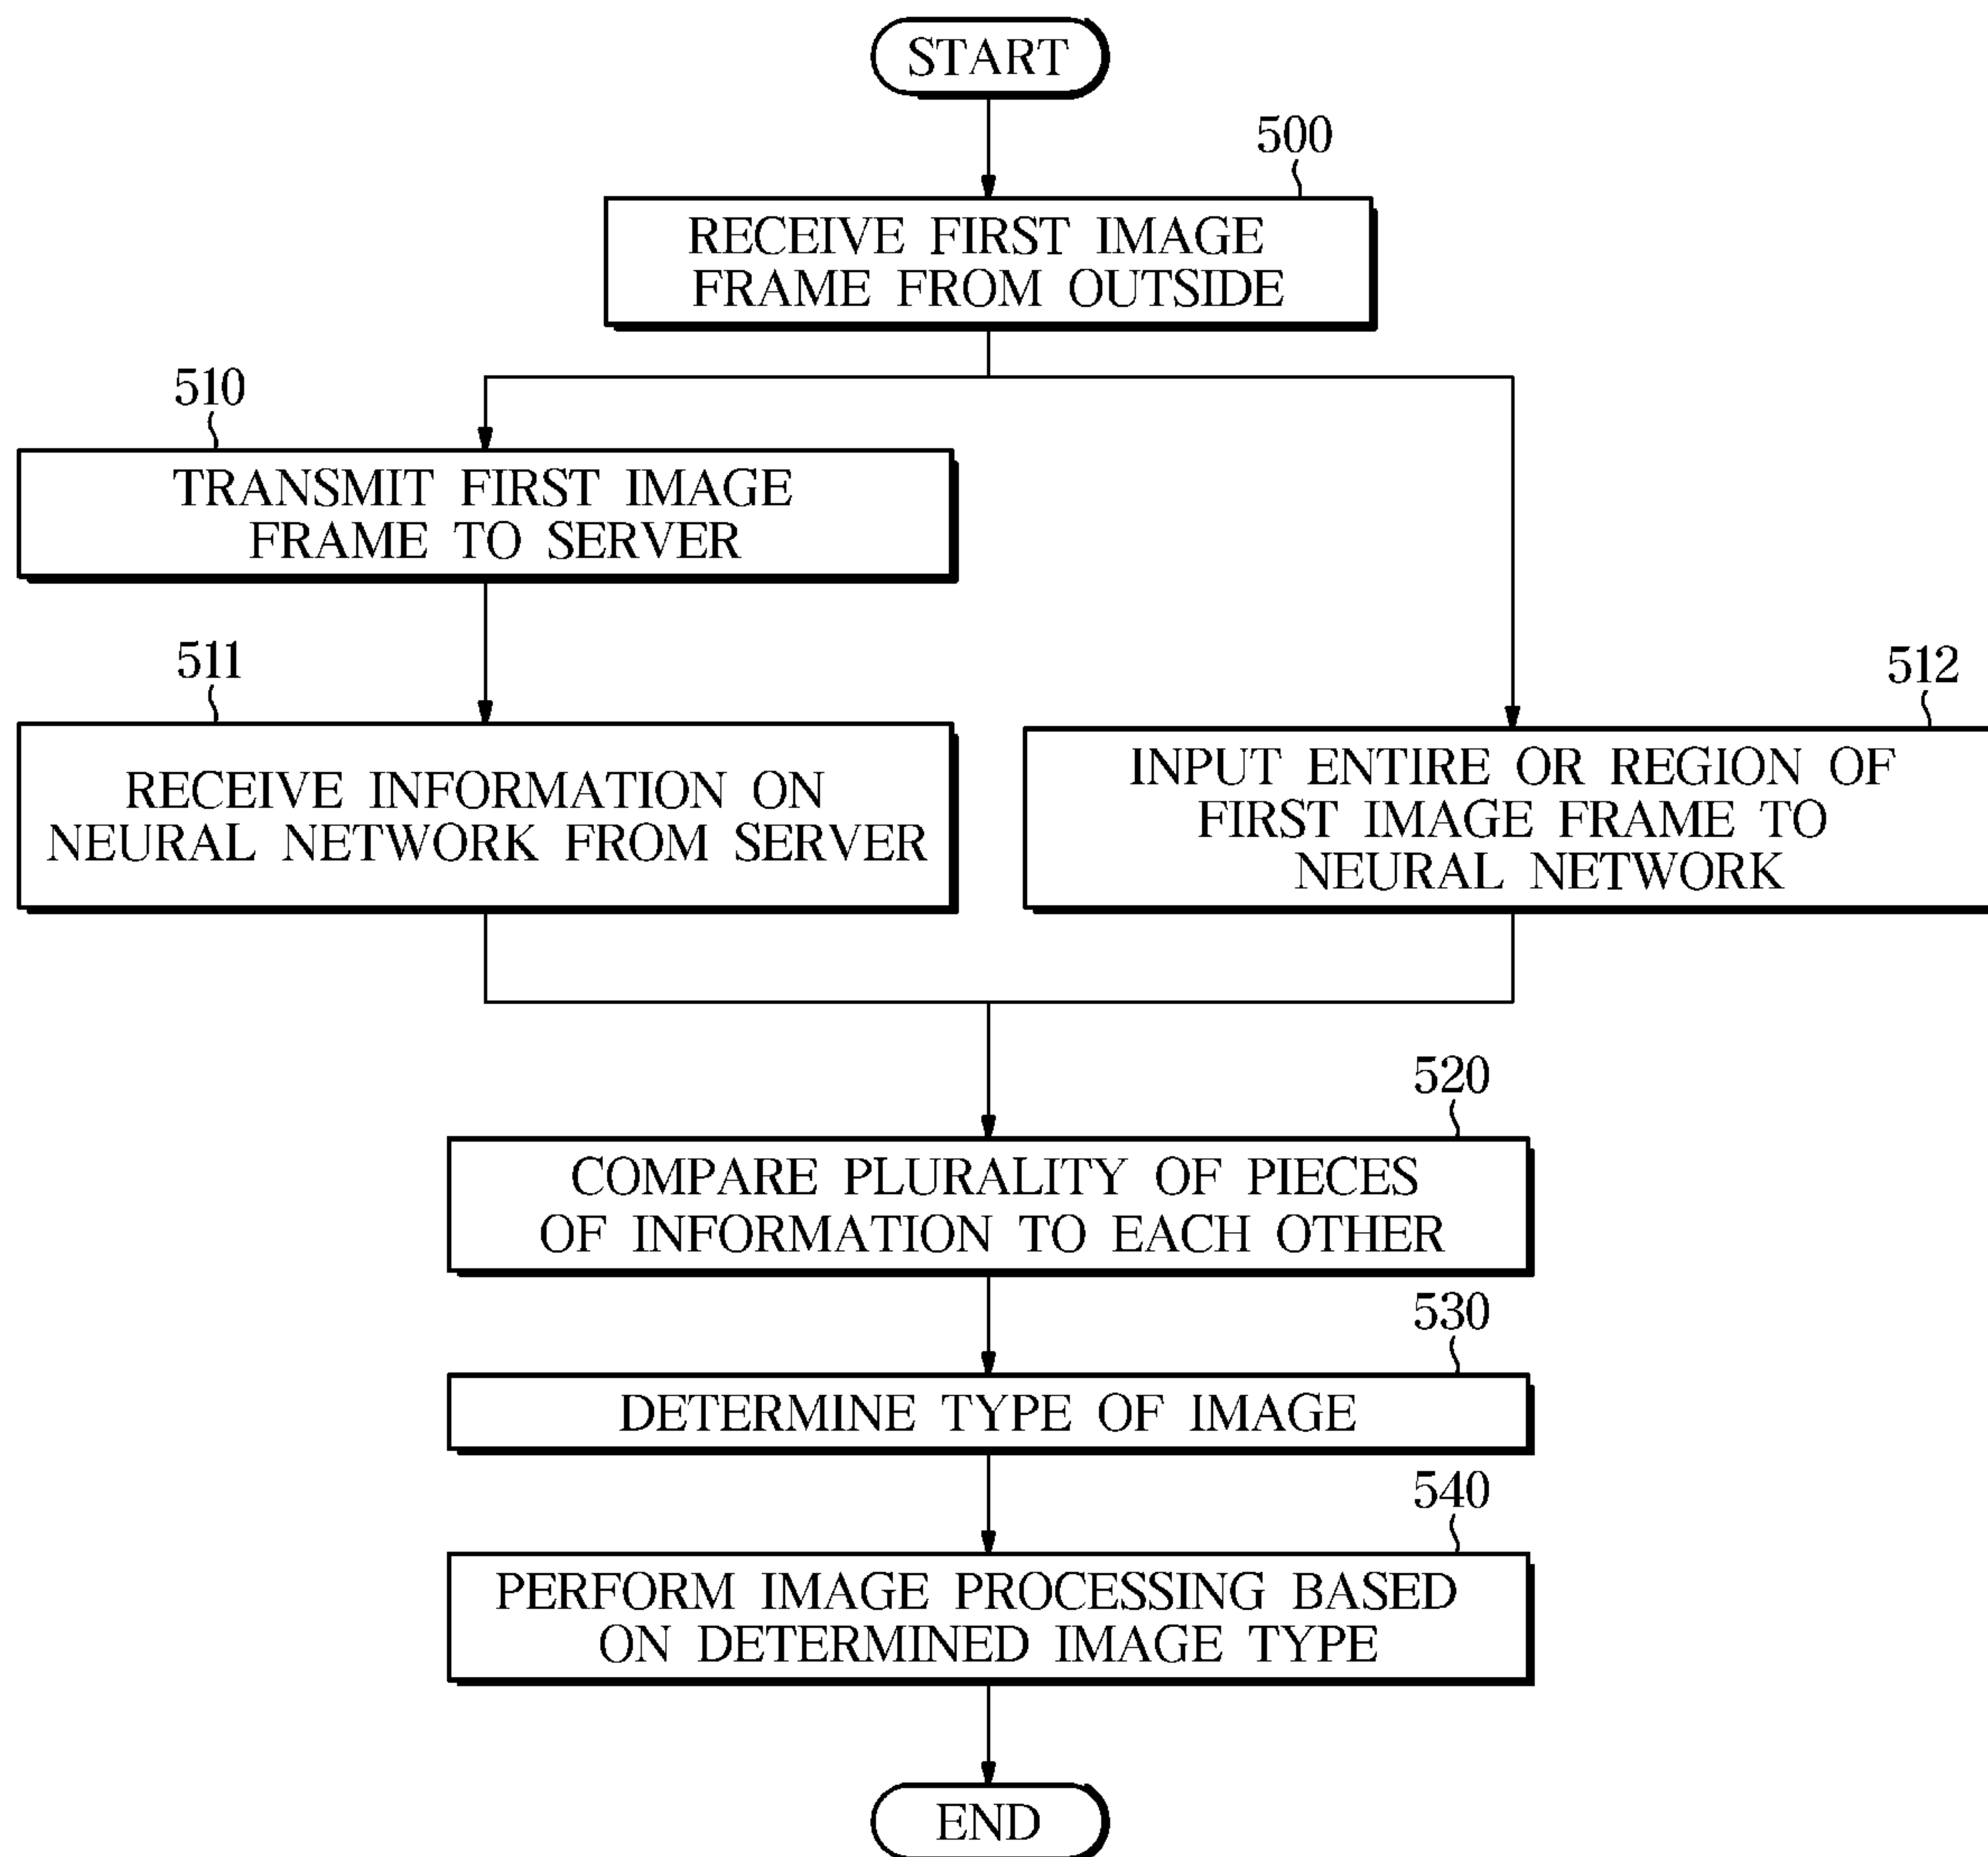 START
500
RECEIVE FIRST IMAGE
FRAME FROM OUTSIDE
510
TRANSMIT FIRST IMAGE
FRAME TO SERVER
511
RECEIVE INFORMATION ON
NEURAL NETWORK FROM SERVER
512
INPUT ENTIRE OR REGION OF
FIRST IMAGE FRAME TO
NEURAL NETWORK
520
COMPARE PLURALITY OF PIECES
OF INFORMATION TO EACH OTHER
530
DETERMINE TYPE OF IMAGE
540
PERFORM IMAGE PROCESSING BASED
ON DETERMINED IMAGE TYPE
END